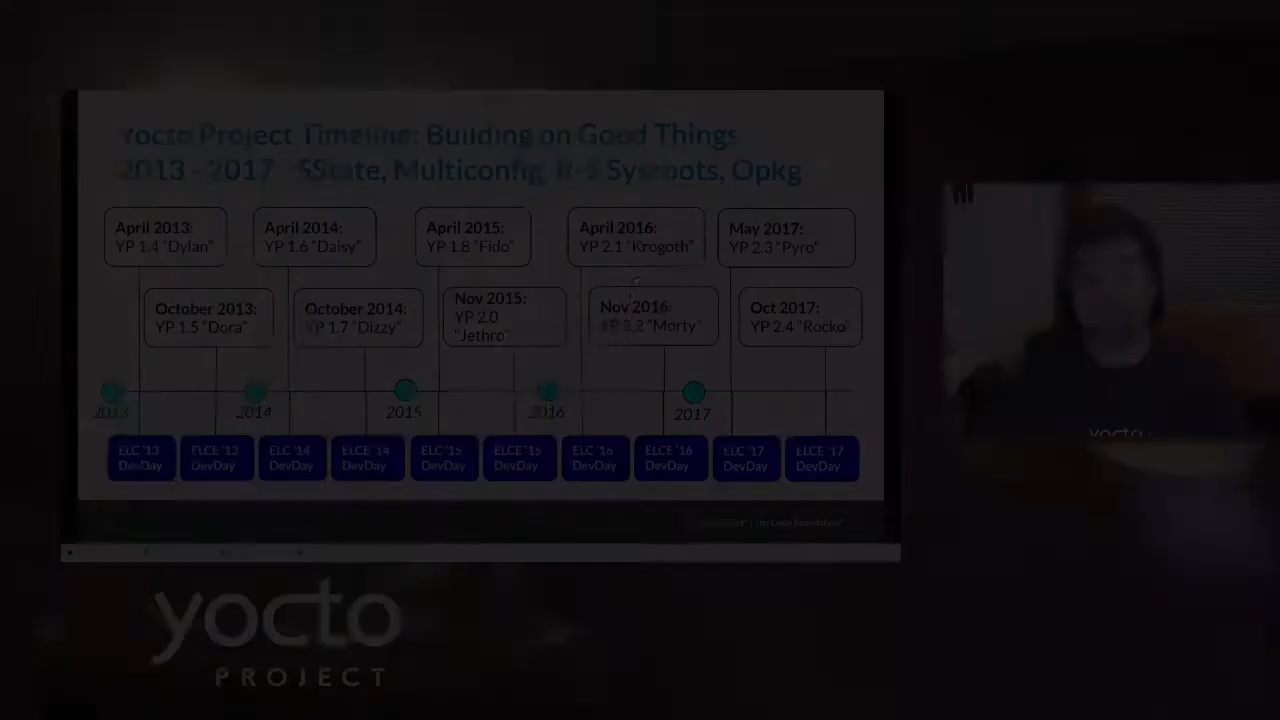 Yocto Project Timeline: Building on Good Things
2013 - 2017 SState, Multiconfig, Sysroots, Opkg
April 2013:
YP 1.4 "Dylan"
April 2014:
YP 1.6 "Daisy"
April 2015:
YP 1.8 "Fido"
April 2016:
YP 2.1 "Krogoth"
May 2017:
YP 2.3 "Pyro"
October 2013:
YP 1.5 "Dora"
October 2014:
YP 1.7 "Dizzy"
Nov 2015:
YP 2.0
"Jethro"
Nov 2016:
YP 2.2 "Morty"
Oct 2017:
YP 2.4 "Rocko"
2013
2014
2015
2016
2017
ELC '13
DevDay
ELCE '13
DevDay
ELC '14
DevDay
ELCE '14
DevDay
ELC '15
DevDay
ELCE '15
DevDay
ELC '16
DevDay
ELCE '16
DevDay
ELC '17
DevDay
ELCE '17
DevDay
| The Linux Foundation®
yocto
yocto
PROJECT